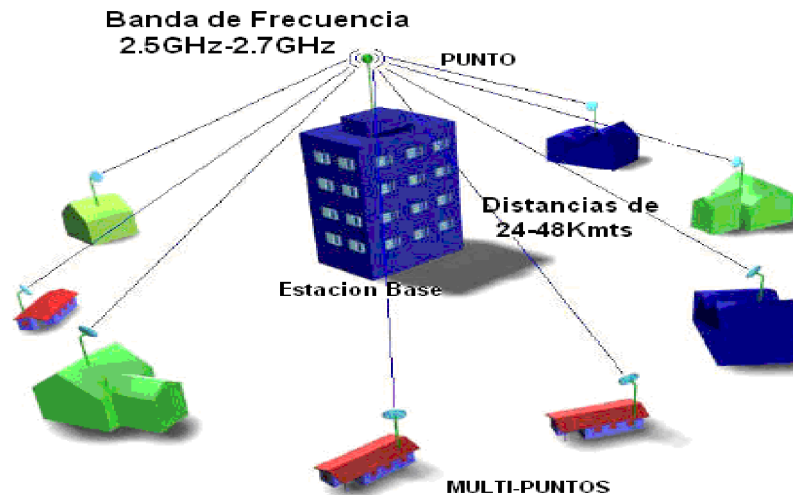 Banda de Frecuencia
2.5GHz-2.7GHz
PUNTO
Distancias de
24-48Kmts
Estacion Base
MULTI-PUNTOS